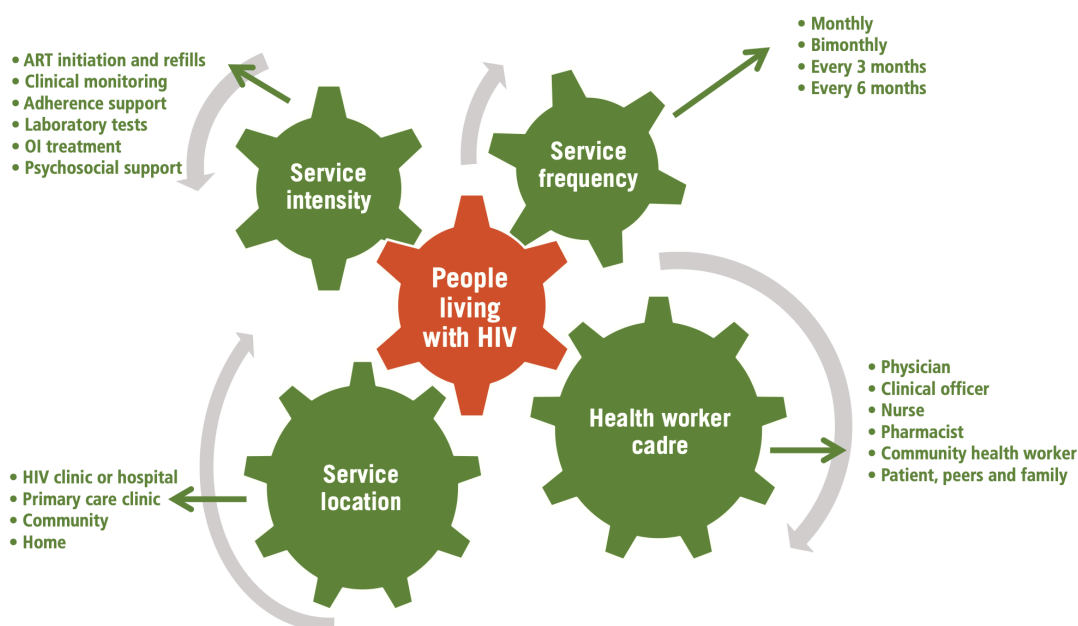 • ART initiation and refills
• Clinical monitoring
• Adherence support
• Laboratory tests
• OI treatment
• Psychosocial support
Service
intensity
Service
frequency
• Monthly
• Bimonthly
• Every 3 months
• Every 6 months
People
living
with HIV
• HIV clinic or hospital
• Primary care clinic
• Community
• Home
Service
location
Health worker
cadre
• Physician
• Clinical officer
• Nurse
• Pharmacist
• Community health worker
• Patient, peers and family